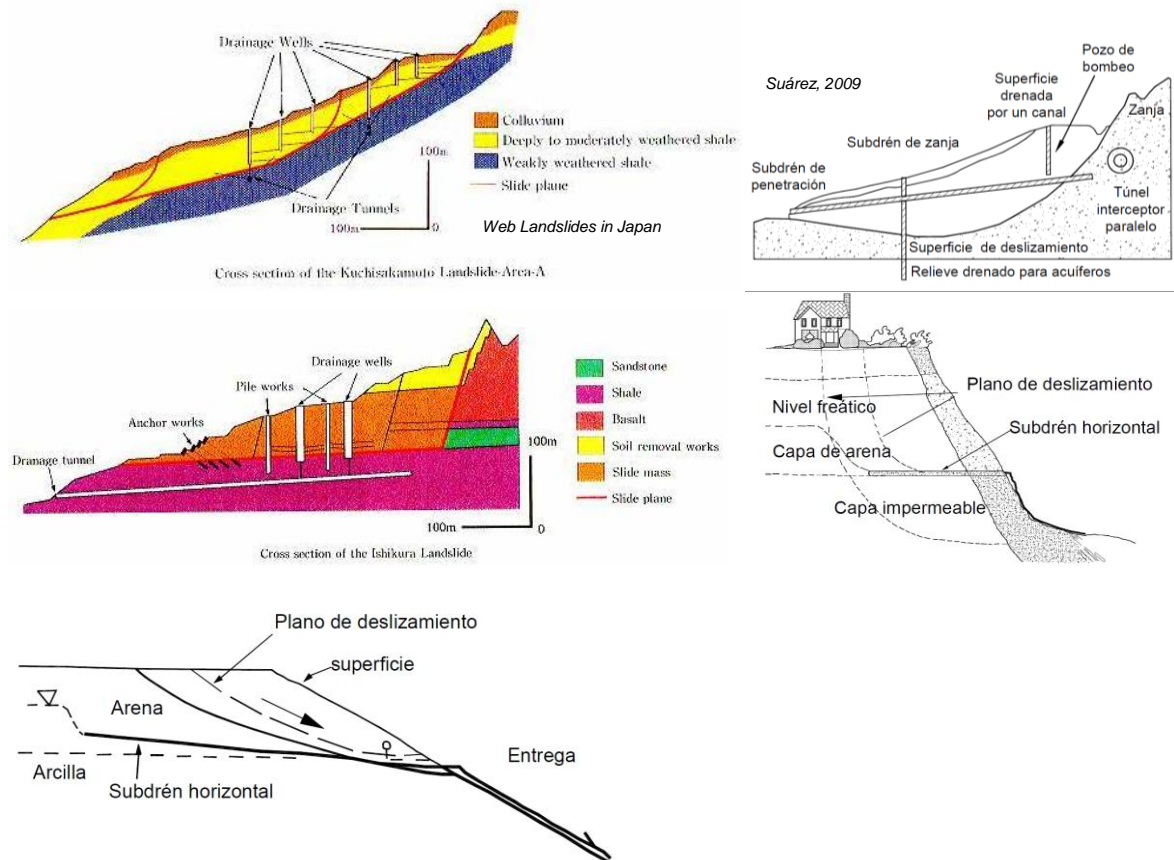 Drainage Wells
Colluvium
Deeply to moderately weathered shale
Weakly weathered shale
Slide plane
100m
Drainage Tunnels
100m
0
Web Landslides in Japan
Cross section of the Kuchisakamoto Landslide-Area-A
Suárez, 2009
Pozo de
bombeo
Superficie
drenada
por un canal
Zanja
Subdrén de zanja
Subdrén de
penetración
Túnel
interceptor
paralelo
Superficie de deslizamiento
Relieve drenado para acuíferos
Drainage wells
Pile works
Anchor works
Dranage tunnel
Sandstone
Shale
Basalt
Soil removal works
Slide mass
Slide plane
100m
100m
0
Cross section of the Ishikura Landslide
Plano de deslizamiento
Nivel freático
Subdrén horizontal
Capa de arena
Capa impermeable
Plano de deslizamiento
superficie
Arena
Entrega
Arcilla
Subdrén horizontal